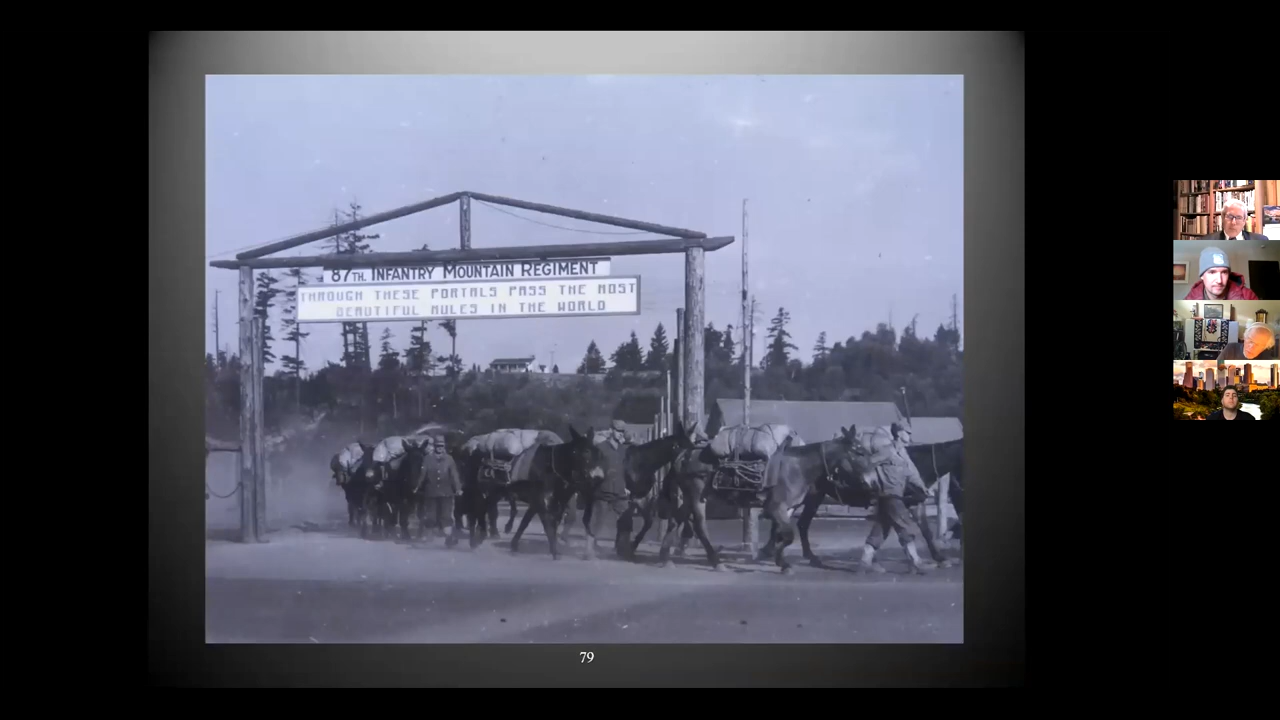 87TH. INFANTRY MOUNTAIN REGIMENT
THROUGH THESE PORTALS PASS THE MOST
BEAUTIFUL MULES IN THE WORLD
79